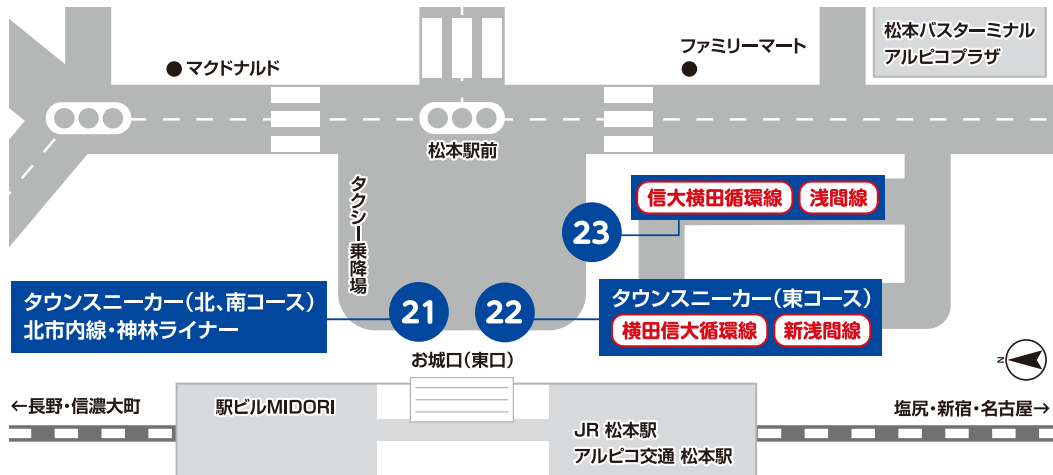 松本バスターミナル
アルピコプラザ
マクドナルド
ファミリーマート
松本駅前
タクシー乗降場
信大横田循環線 浅間線
23
タウンスニーカー(北、南コース)
北市内線・神林ライナー
21
22
タウンスニーカー(東コース)
横田信大循環線 新浅間線
お城口(東口)
N
←長野・信濃大町
駅ビルMIDORI
塩尻・新宿・名古屋→
JR 松本駅
アルピコ交通 松本駅